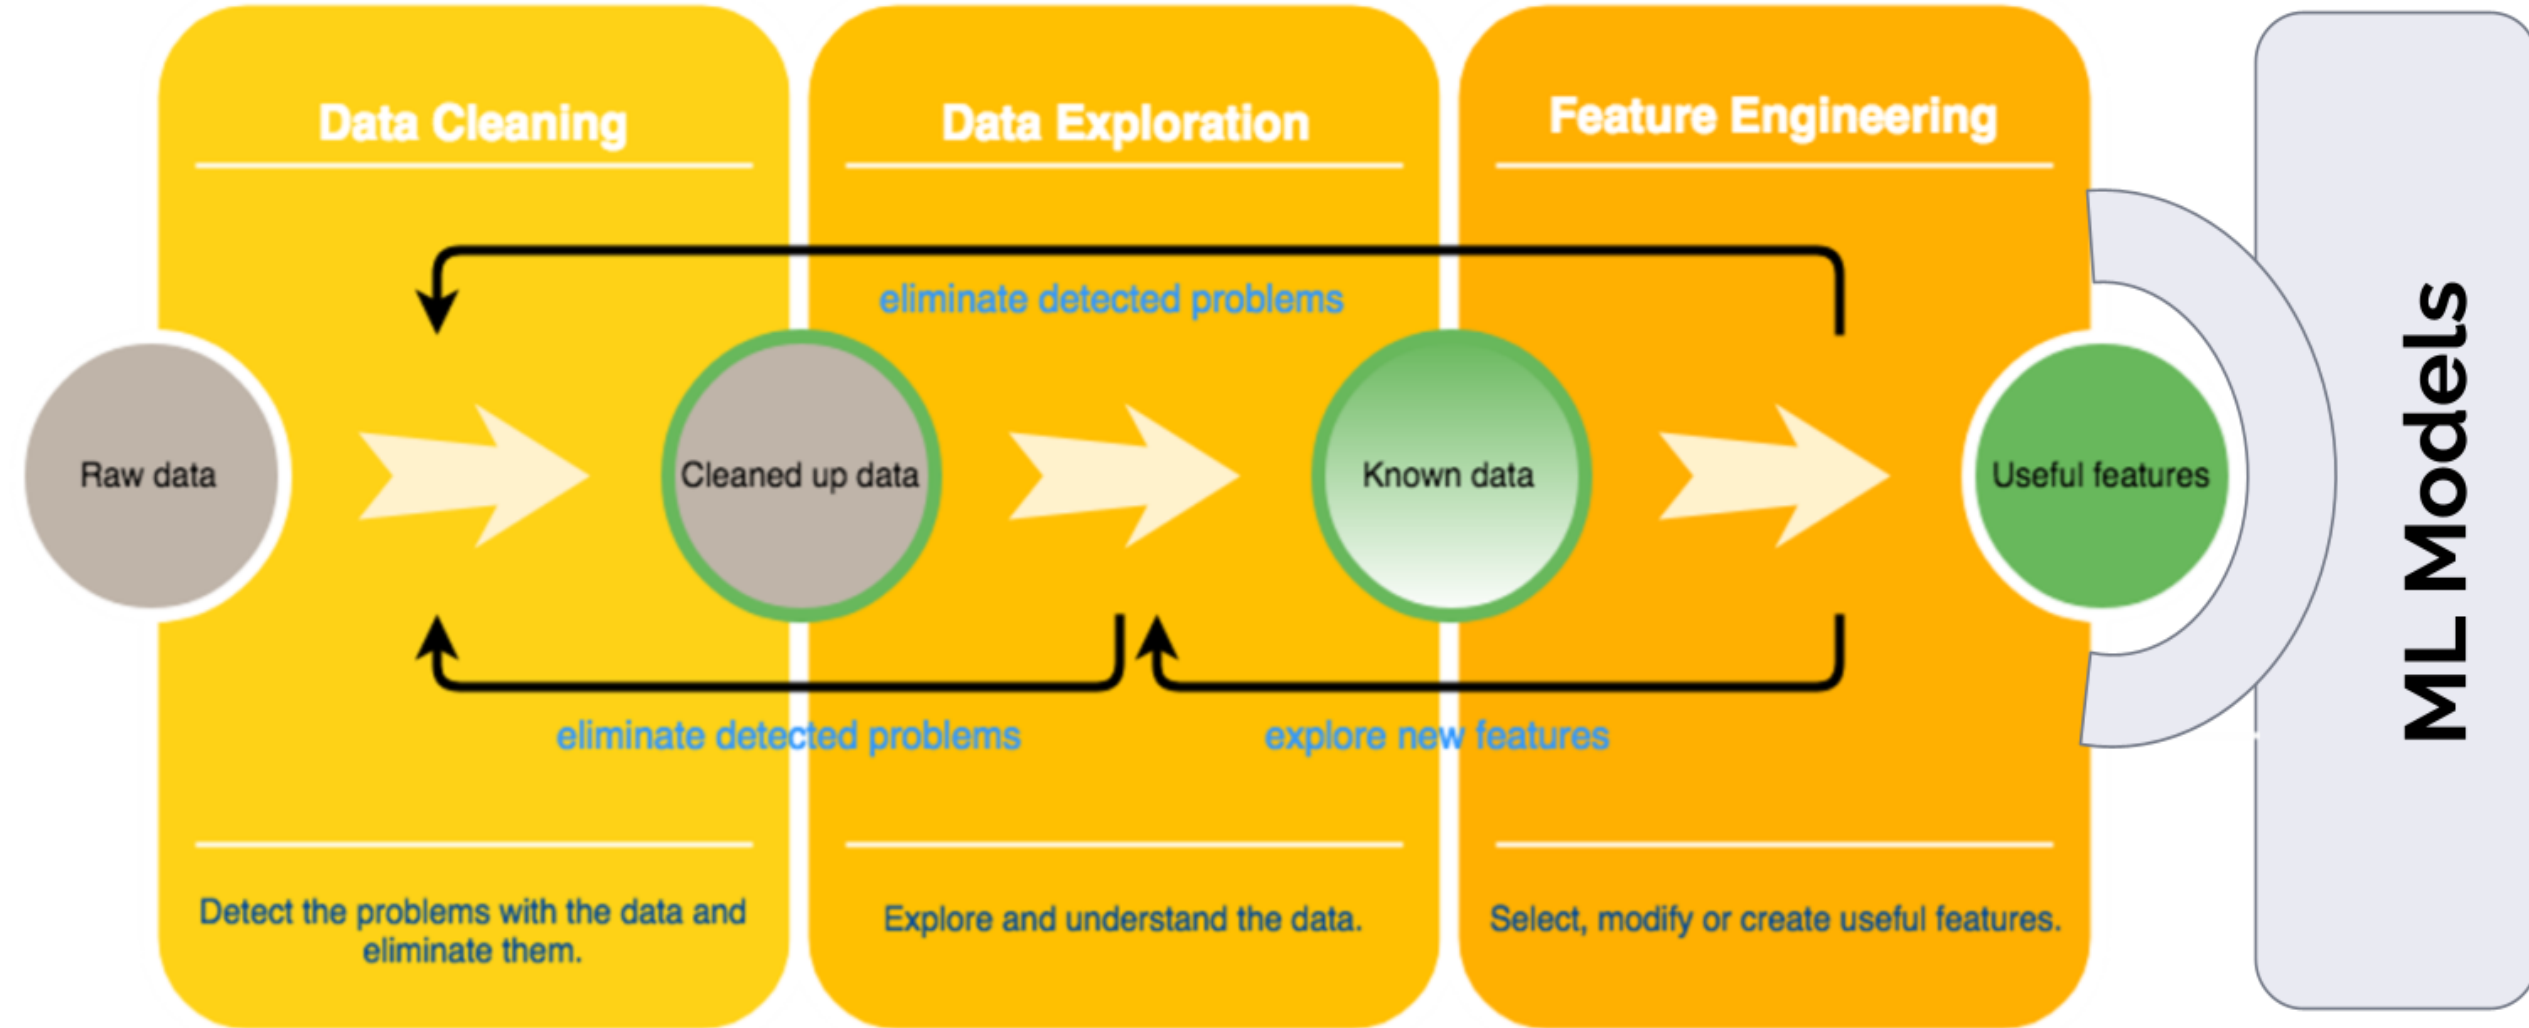 Data Cleaning
Data Exploration
Feature Engineering
eliminate detected problems
Raw data
Cleaned up data
Known data
Useful features
ML Models
eliminate detected problems
explore new features
Detect the problems with the data and
eliminate them.
Explore and understand the data.
Select, modify or create useful features.